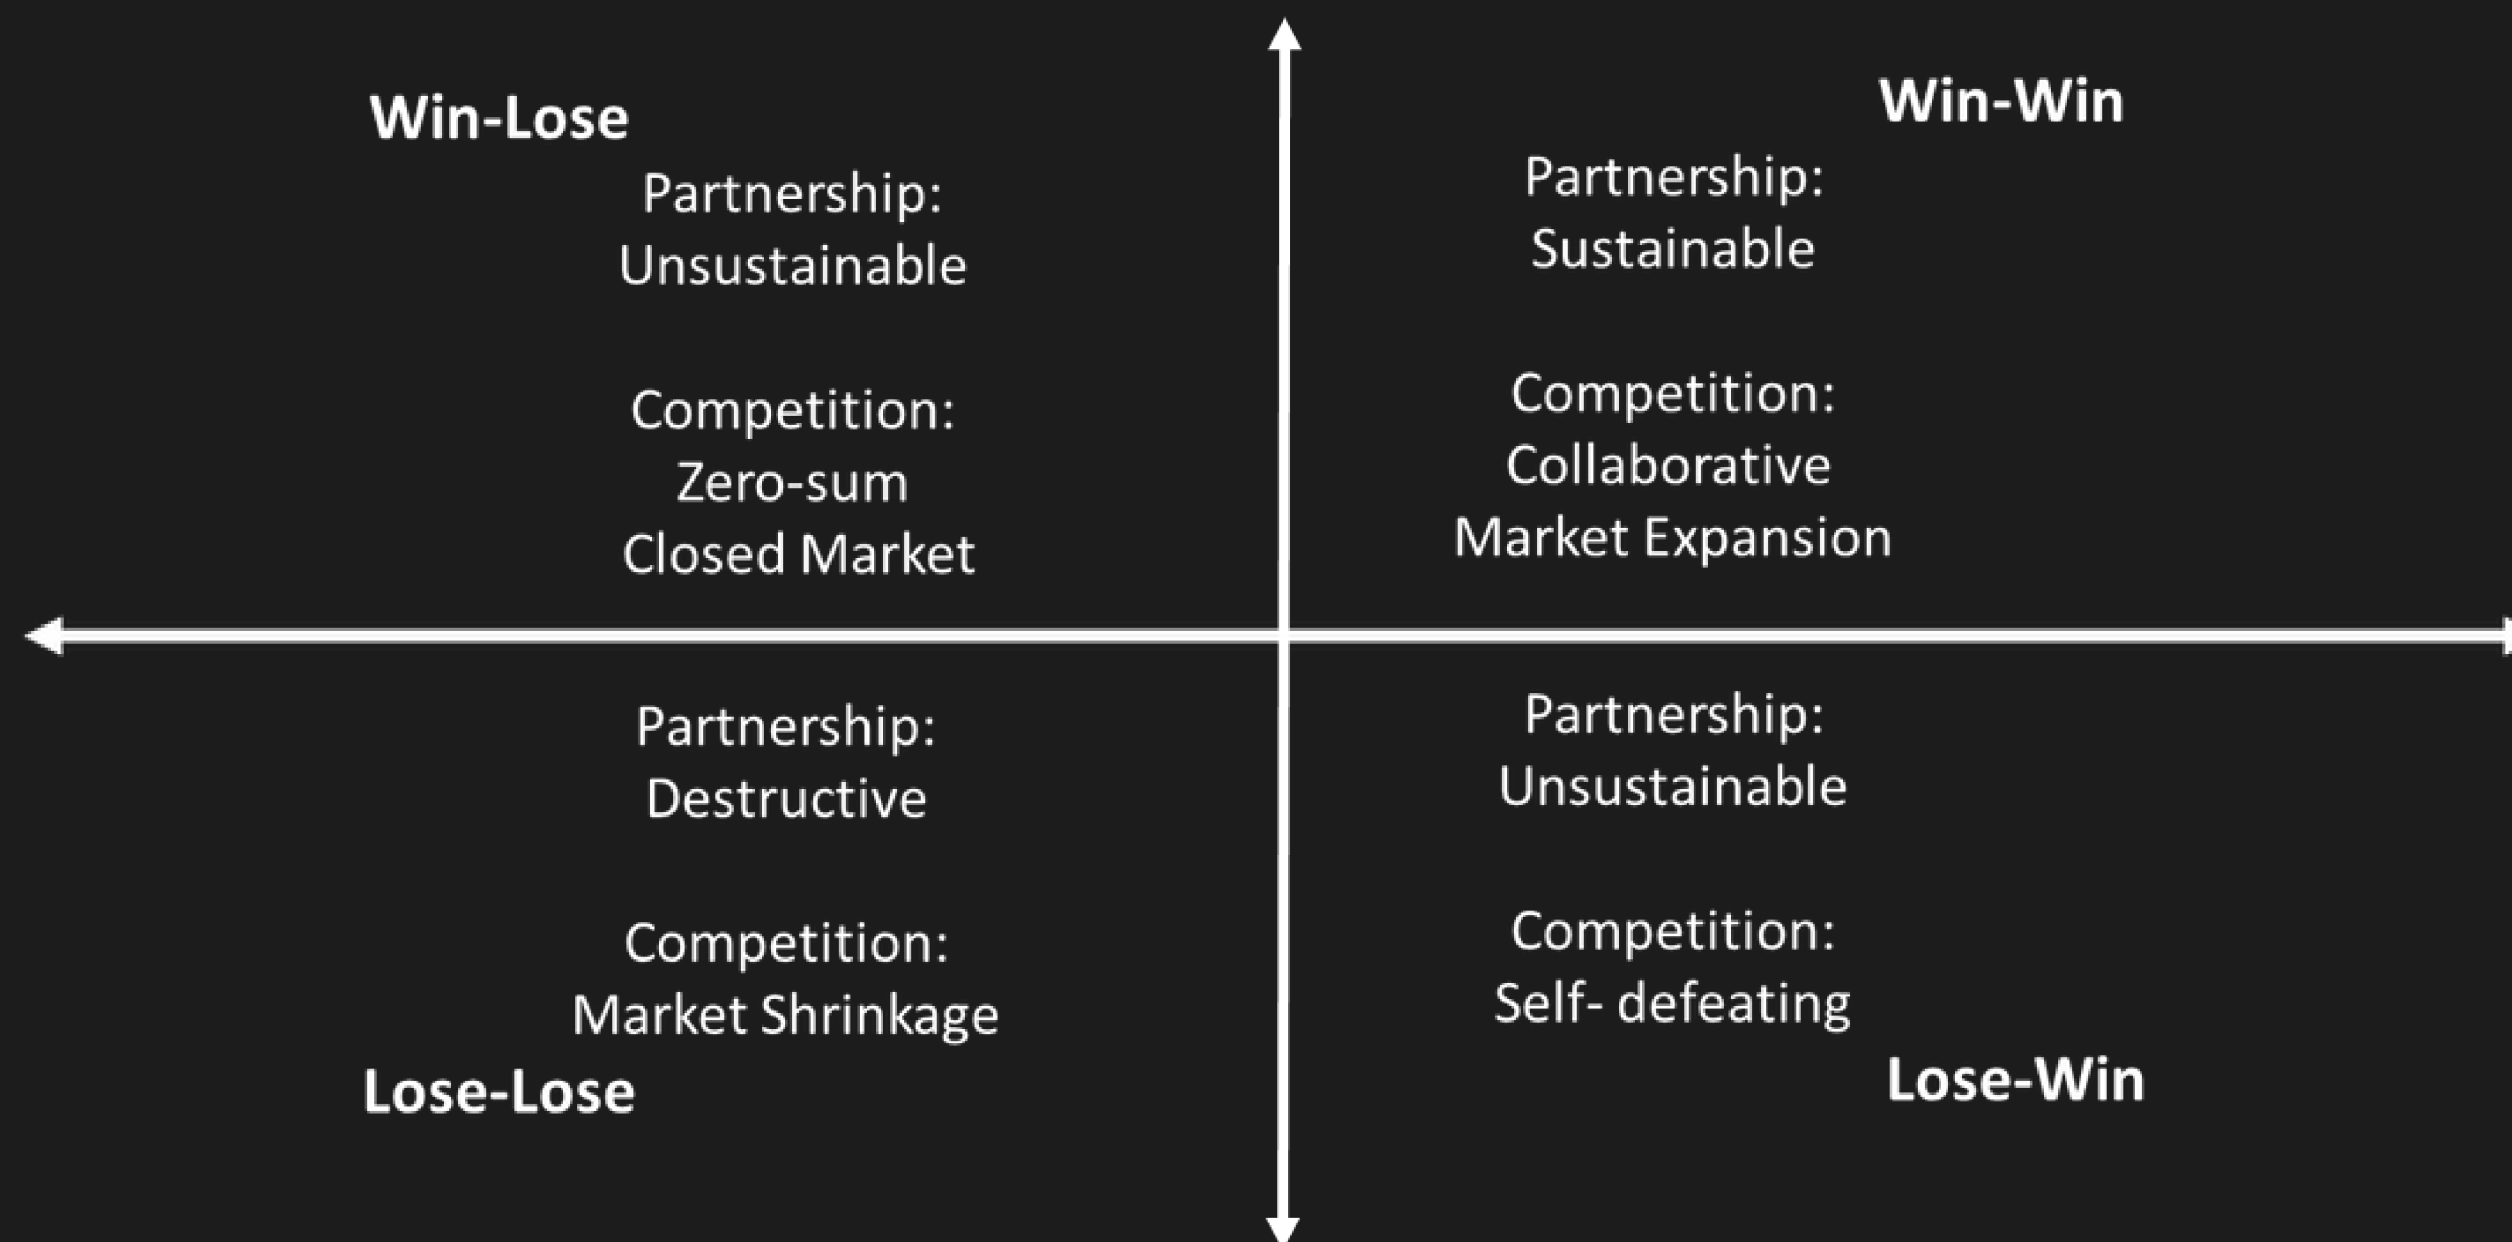 Win-Lose
Partnership:
Unsustainable
Competition:
Zero-sum
Closed Market
Win-Win
Partnership:
Sustainable
Competition:
Collaborative
Market Expansion
Partnership:
Destructive
Competition:
Market Shrinkage
Lose-Lose
Partnership:
Unsustainable
Competition:
Self- defeating
Lose-Win